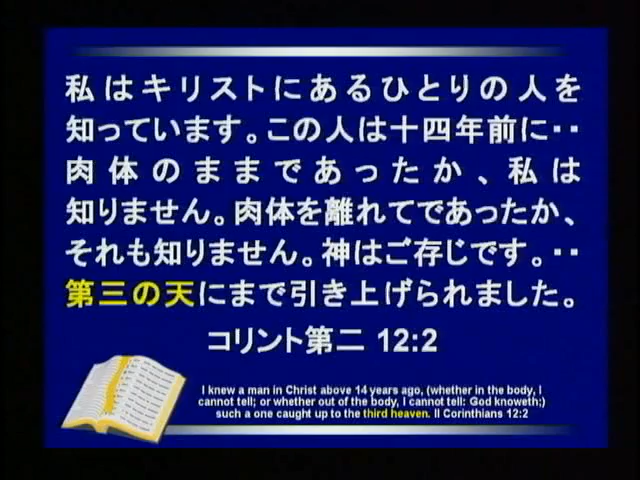 私はキリストにあるひとりの人を
知っています。この人は十四年前に‥
肉体のままであったか、私は
知りません。肉体を離れてであったか、
それも知りません。神はご存じです。‥
第三の天にまで引き上げられました。
コリント第二 12:2
I knew a man in Christ above 14 years ago, (whether in the body, I
cannot tell; or whether out of the body, I cannot tell: God knoweth;)
such a one caught up to the third heaven. II Corinthians 12:2